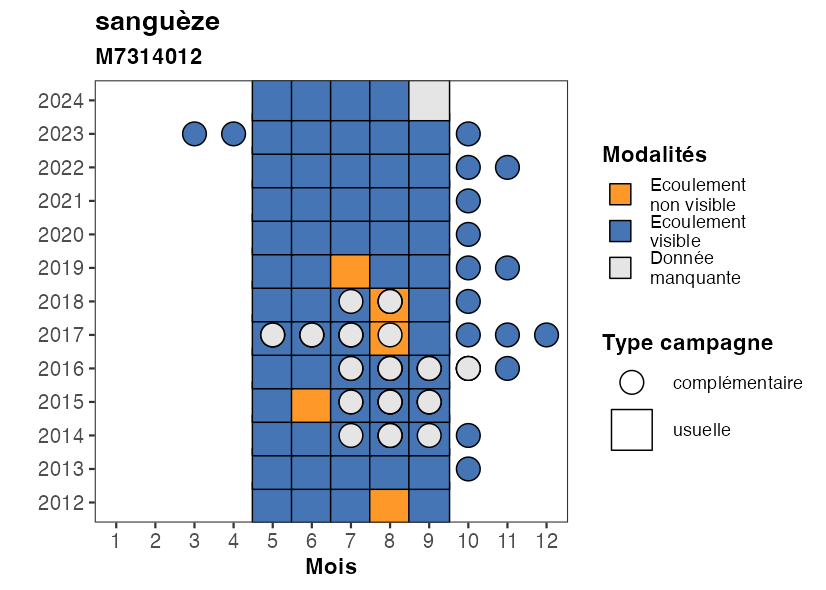 sanguèze
M7314012
2024
2023
2022
2021
2020
2019
2018
2017
2016
2015
2014
2013
2012
1 2 3 4 5 6 7 8 9 10 11 12
Mois
Modalités
Ecoulement
non visible
Ecoulement
visible
Donnée
manquante
Type campagne
complémentaire
usuelle